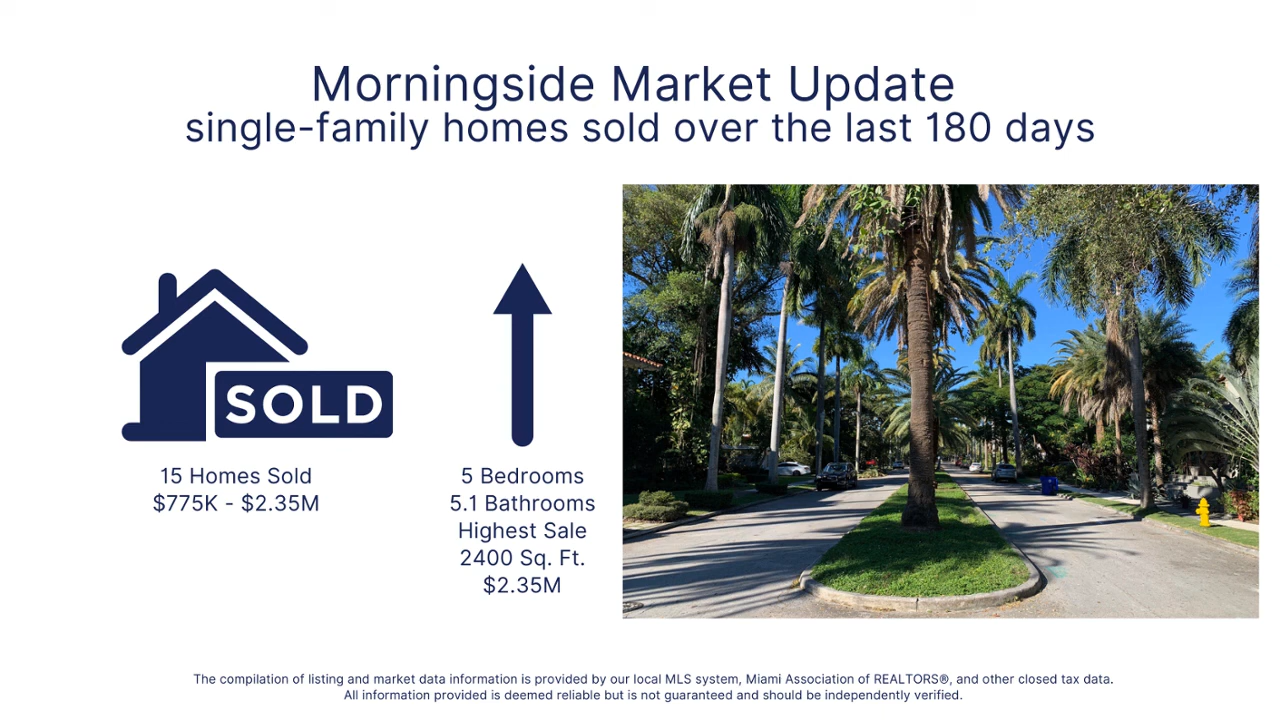 Morningside Market Update
single-family homes sold over the last 180 days
SOLD
15 Homes Sold
$775K - $2.35M
5 Bedrooms
5.1 Bathrooms
Highest Sale
2400 Sq. Ft.
$2.35M
The compilation of listing and market data information is provided by our local MLS system, Miami Association of REALTORS®, and other closed tax data.
All information provided is deemed reliable but is not guaranteed and should be independently verified.